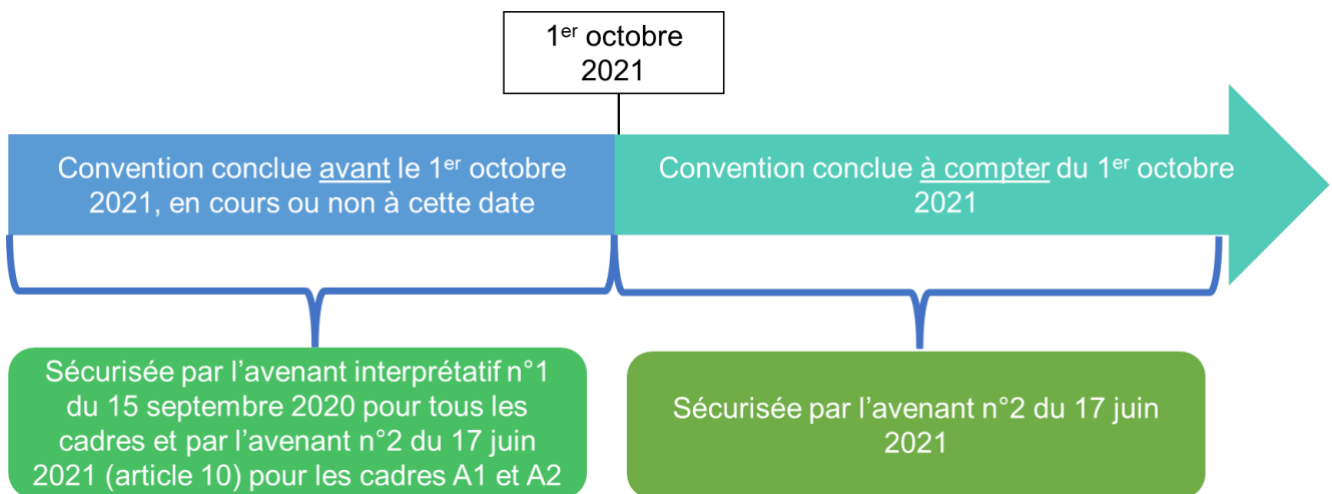 1er octobre
2021
Convention conclue avant le 1er octobre
2021, en cours ou non à cette date
Convention conclue à compter du 1er octobre
2021
Sécurisée par l’avenant interprétatif n°1
du 15 septembre 2020 pour tous les
cadres et par l’avenant n°2 du 17 juin
2021 (article 10) pour les cadres A1 et A2
Sécurisée par l’avenant n°2 du 17 juin
2021